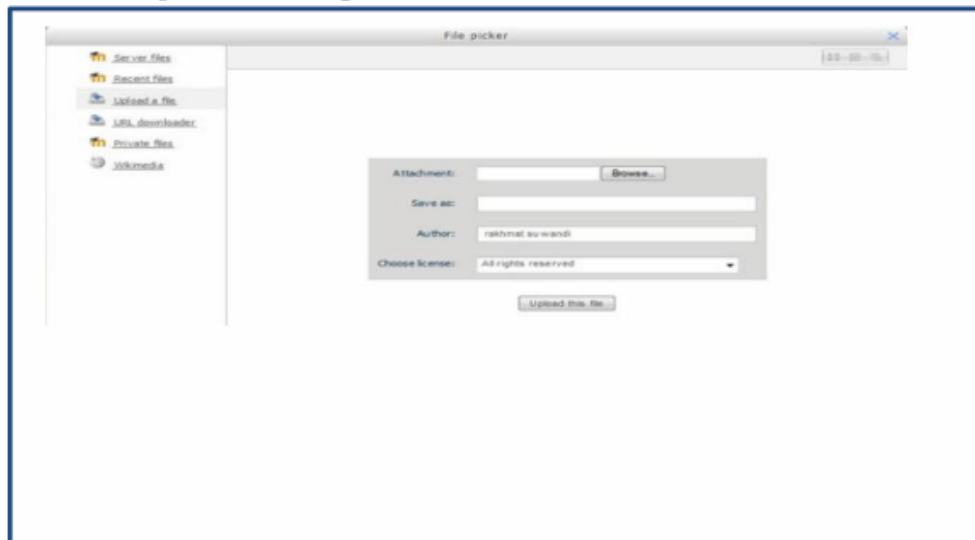 File picker
Server files
Recent files
Upload a file
URL downloader
Private files
Wikimedia
Attachment:
Browse...
Save as:
Author:
rakhmat suwandi
Choose license:
All rights reserved
Upload this file